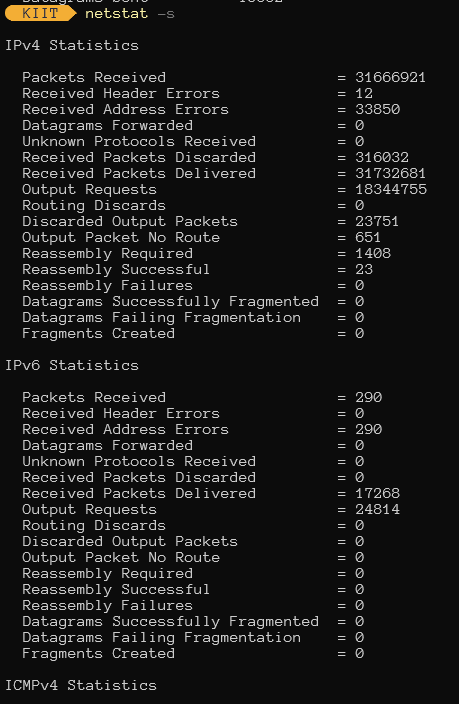 KIIT netstat -s
IPv4 Statistics
Packets Received = 31666921
Received Header Errors = 12
Received Address Errors = 33850
Datagrams Forwarded = 0
Unknown Protocols Received = 0
Received Packets Discarded = 316032
Received Packets Delivered = 31732681
Output Requests = 18344755
Routing Discards = 0
Discarded Output Packets = 23751
Output Packet No Route = 651
Reassembly Required = 1408
Reassembly Successful = 23
Reassembly Failures = 0
Datagrams Successfully Fragmented = 0
Datagrams Failing Fragmentation = 0
Fragments Created = 0
IPv6 Statistics
Packets Received = 290
Received Header Errors = 0
Received Address Errors = 290
Datagrams Forwarded = 0
Unknown Protocols Received = 0
Received Packets Discarded = 0
Received Packets Delivered = 17268
Output Requests = 24814
Routing Discards = 0
Discarded Output Packets = 0
Output Packet No Route = 0
Reassembly Required = 0
Reassembly Successful = 0
Reassembly Failures = 0
Datagrams Successfully Fragmented = 0
Datagrams Failing Fragmentation = 0
Fragments Created = 0
ICMPv4 Statistics